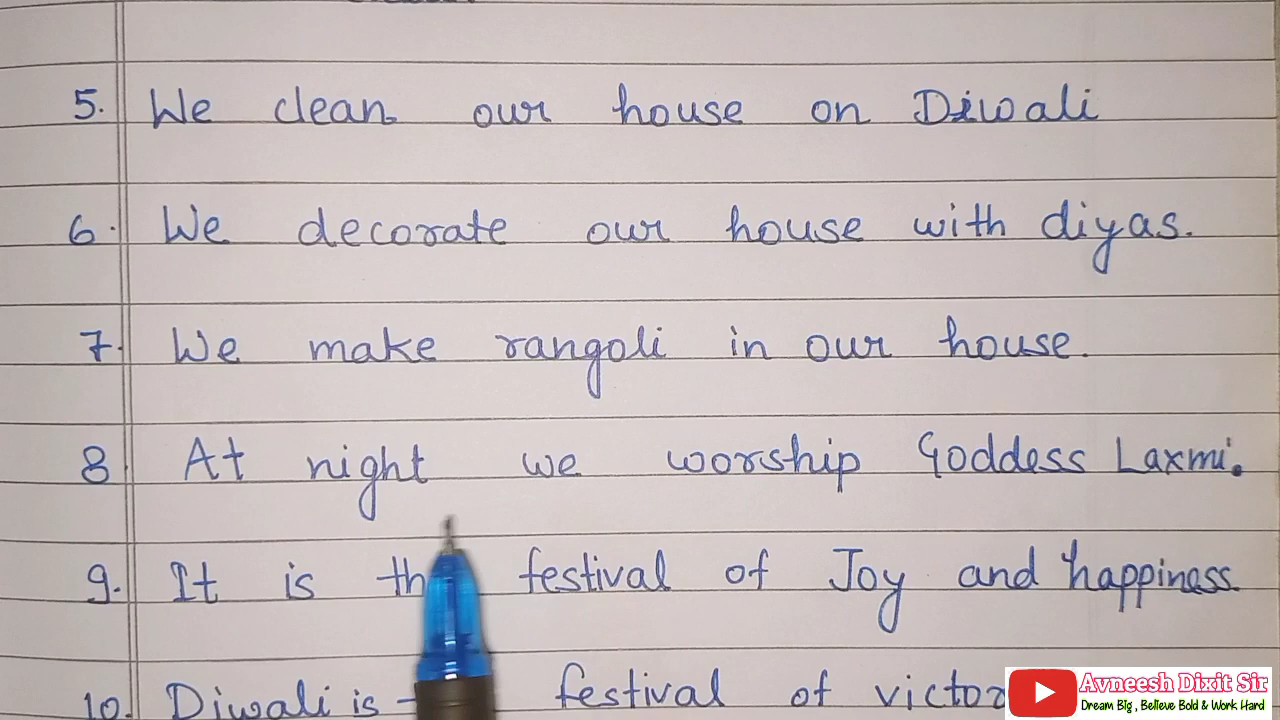 5. We clean our house on Diwali
6. We decorate our house with diyas.
7. We make rangoli in our house.
8 At night we worship Goddess Laxmi.
9. It is th festival of Joy and happiness.
10. Diwali is festival of victor
Avneesh Dixit Sir
Dream Big , Believe Bold & Work Hard